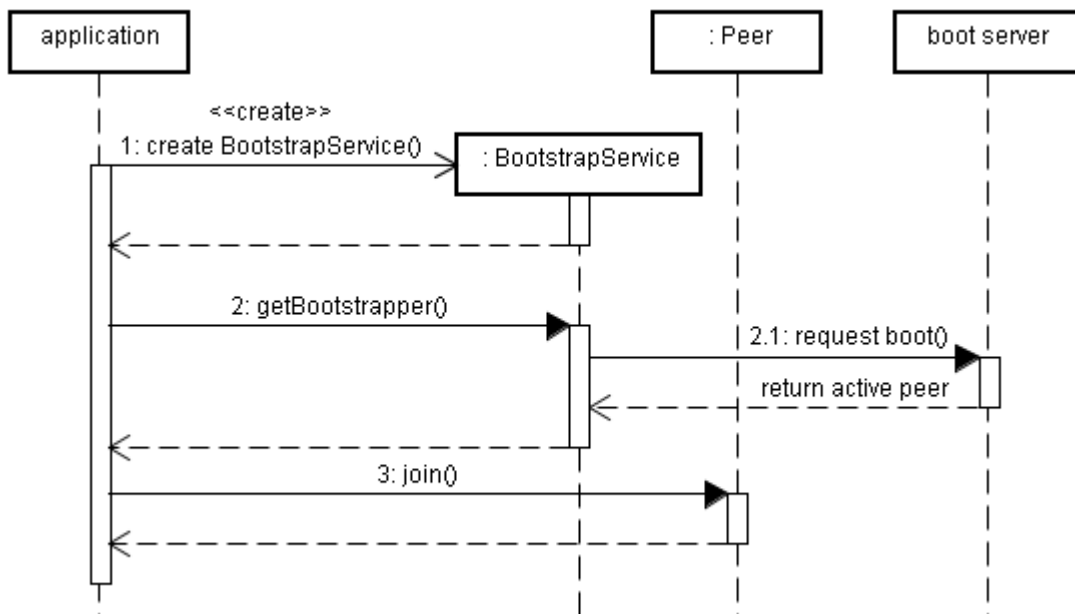 application
: Peer
boot server
<<create>>
1: create BootstrapService()
: BootstrapService
2: getBootstrapper()
2.1: request boot()
return active peer
3: join()